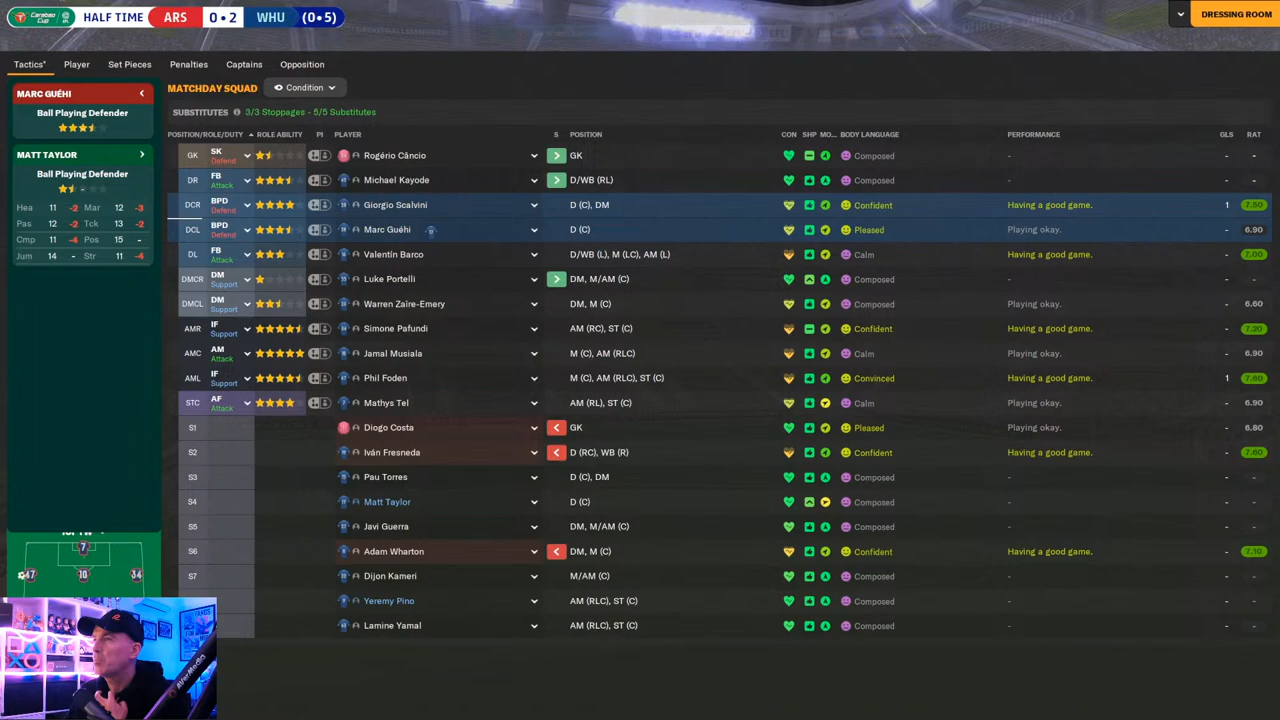 Carabao Cup EFL HALF TIME ARS 0 • 2 WHU (0•5) DRESSING ROOM
Tactics* Player Set Pieces Penalties Captains Opposition
MARC GUÉHI
Ball Playing Defender
MATT TAYLOR
Ball Playing Defender
Hea 11 -2 Mar 12 -3
Pas 12 -2 Tck 13 -2
Cmp 11 -4 Pos 15 -
Jum 14 - Str 11 -4
7
47 10 34
MATCHDAY SQUAD Condition
SUBSTITUTES 3/3 Stoppages - 5/5 Substitutes
POSITION/ROLE/DUTY ROLE ABILITY PI PLAYER S POSITION CON SHP MO... BODY LANGUAGE PERFORMANCE GLS RAT
GK SK Defend Rogério Câncio GK Composed - - -
DR FB Attack Michael Kayode D/WB (RL) Composed - - -
DCR BPD Defend Giorgio Scalvini D (C), DM Confident Having a good game. 1 7.50
DCL BPD Defend Marc Guéhi D (C) Pleased Playing okay. - 6.90
DL FB Attack Valentín Barco D/WB (L), M (LC), AM (L) Calm Having a good game. - 7.00
DMCR DM Support Luke Portelli DM, M/AM (C) Composed - - -
DMCL DM Support Warren Zaïre-Emery DM, M (C) Composed Playing okay. - 6.60
AMR IF Support Simone Pafundi AM (RC), ST (C) Confident Having a good game. - 7.20
AMC AM Attack Jamal Musiala M (C), AM (RLC) Calm Playing okay. - 6.90
AML IF Support Phil Foden M (C), AM (RLC), ST (C) Convinced Having a good game. 1 7.60
STC AF Attack Mathys Tel AM (RL), ST (C) Calm Playing okay. - 6.90
S1 Diogo Costa GK Pleased Playing okay. - 6.80
S2 Iván Fresneda D (RC), WB (R) Confident Having a good game. - 7.60
S3 Pau Torres D (C), DM Composed - - -
S4 Matt Taylor D (C) Composed - - -
S5 Javi Guerra DM, M/AM (C) Composed - - -
S6 Adam Wharton DM, M (C) Confident Having a good game. - 7.10
S7 Dijon Kameri M/AM (C) Composed - - -
Yeremy Pino AM (RLC), ST (C) Composed - - -
Lamine Yamal AM (RLC), ST (C) Composed - - -
AVerMedia